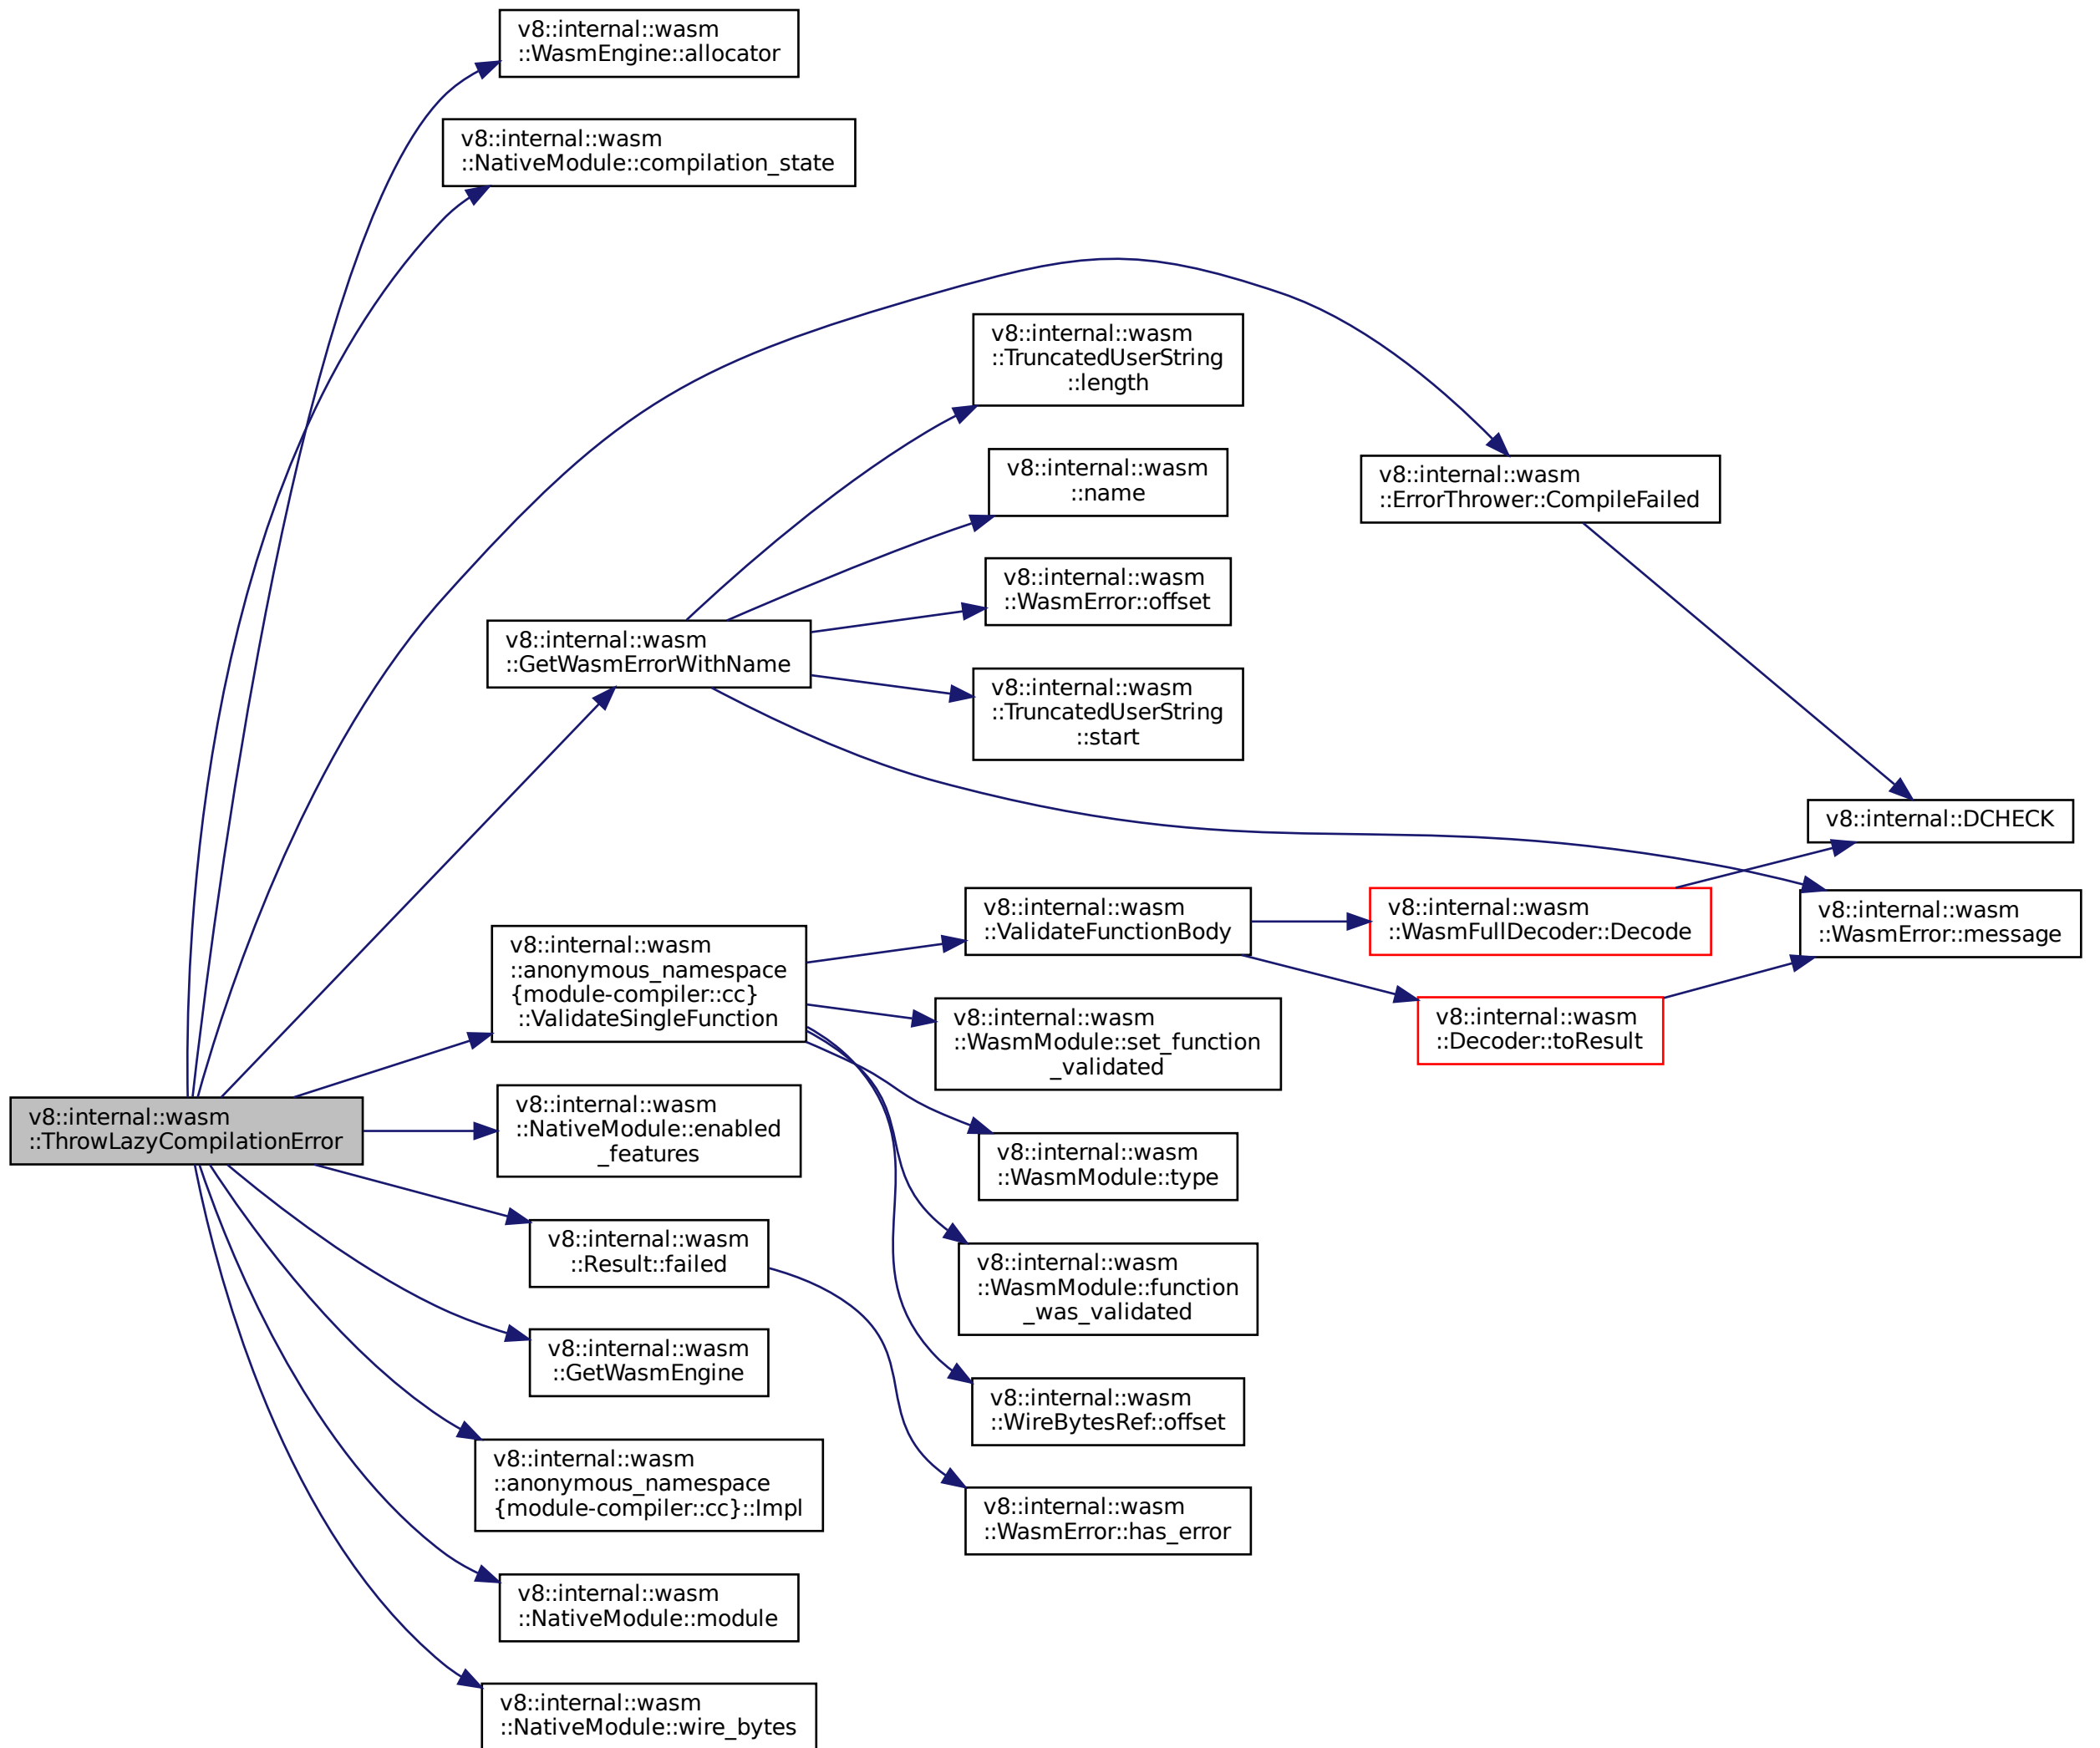 v8::internal::wasm
::WasmEngine::allocator
v8::internal::wasm
::NativeModule::compilation_state
v8::internal::wasm
::TruncatedUserString
::length
v8::internal::wasm
::name
v8::internal::wasm
::ErrorThrower::CompileFailed
v8::internal::wasm
::WasmError::offset
v8::internal::wasm
::GetWasmErrorWithName
v8::internal::wasm
::TruncatedUserString
::start
v8::internal::DCHECK
v8::internal::wasm
::ValidateFunctionBody
v8::internal::wasm
::WasmFullDecoder::Decode
v8::internal::wasm
::WasmError::message
v8::internal::wasm
::anonymous_namespace
{module-compiler::cc}
::ValidateSingleFunction
v8::internal::wasm
::WasmModule::set_function
_validated
v8::internal::wasm
::Decoder::toResult
v8::internal::wasm
::ThrowLazyCompilationError
v8::internal::wasm
::NativeModule::enabled
_features
v8::internal::wasm
::WasmModule::type
v8::internal::wasm
::Result::failed
v8::internal::wasm
::WasmModule::function
_was_validated
v8::internal::wasm
::GetWasmEngine
v8::internal::wasm
::WireBytesRef::offset
v8::internal::wasm
::anonymous_namespace
{module-compiler::cc}::Impl
v8::internal::wasm
::WasmError::has_error
v8::internal::wasm
::NativeModule::module
v8::internal::wasm
::NativeModule::wire_bytes